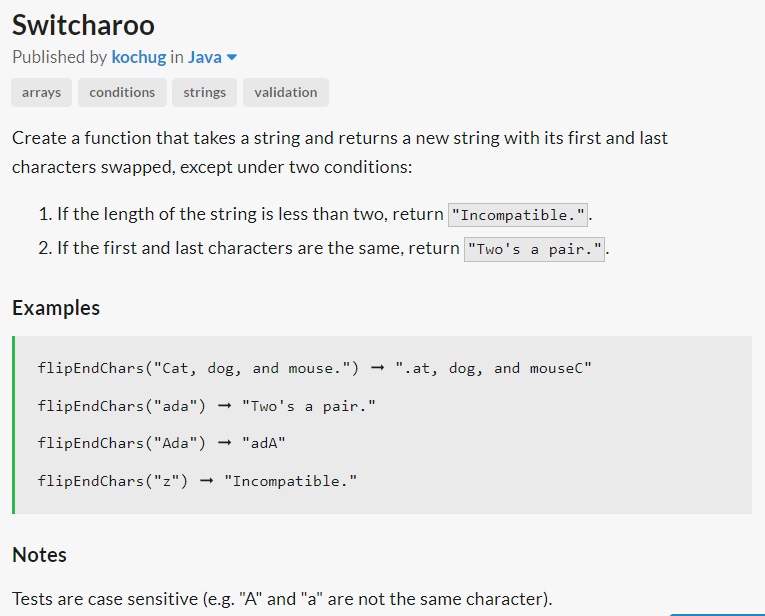 Switcharoo
Published by kochug in Java
arrays conditions strings validation
Create a function that takes a string and returns a new string with its first and last
characters swapped, except under two conditions:
1. If the length of the string is less than two, return "Incompatible.".
2. If the first and last characters are the same, return "Two's a pair.".
Examples
flipEndChars("Cat, dog, and mouse.") ➞ ".at, dog, and mouseC"
flipEndChars("ada") ➞ "Two's a pair."
flipEndChars("Ada") ➞ "adA"
flipEndChars("z") ➞ "Incompatible."
Notes
Tests are case sensitive (e.g. "A" and "a" are not the same character).